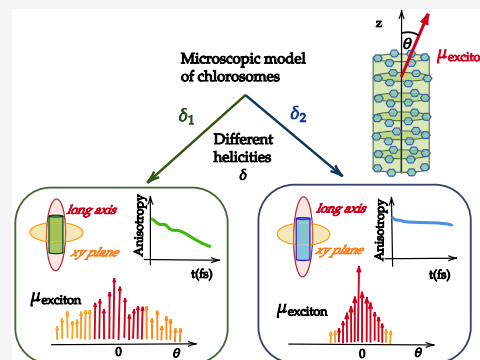 z
θ
μexcito
Microscopic model
of chlorosomes
δ1
δ2
Different
helicities
δ
long axis
xy plane
Anisotropy
t(fs)
μexciton
0
θ
long axis
xy plane
Anisotropy
t(fs)
μexciton
0
θ